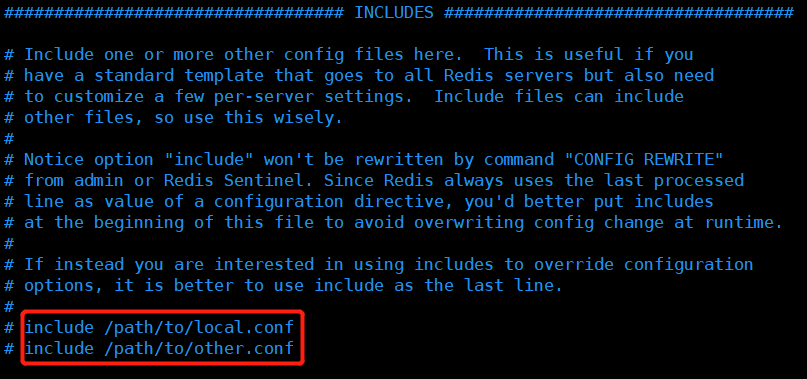 ################################## INCLUDES ###################################
# Include one or more other config files here.  This is useful if you
# have a standard template that goes to all Redis servers but also need
# to customize a few per-server settings.  Include files can include
# other files, so use this wisely.
#
# Notice option "include" won't be rewritten by command "CONFIG REWRITE"
# from admin or Redis Sentinel. Since Redis always uses the last processed
# line as value of a configuration directive, you'd better put includes
# at the beginning of this file to avoid overwriting config change at runtime.
#
# If instead you are interested in using includes to override configuration
# options, it is better to use include as the last line.
#
# include /path/to/local.conf
# include /path/to/other.conf